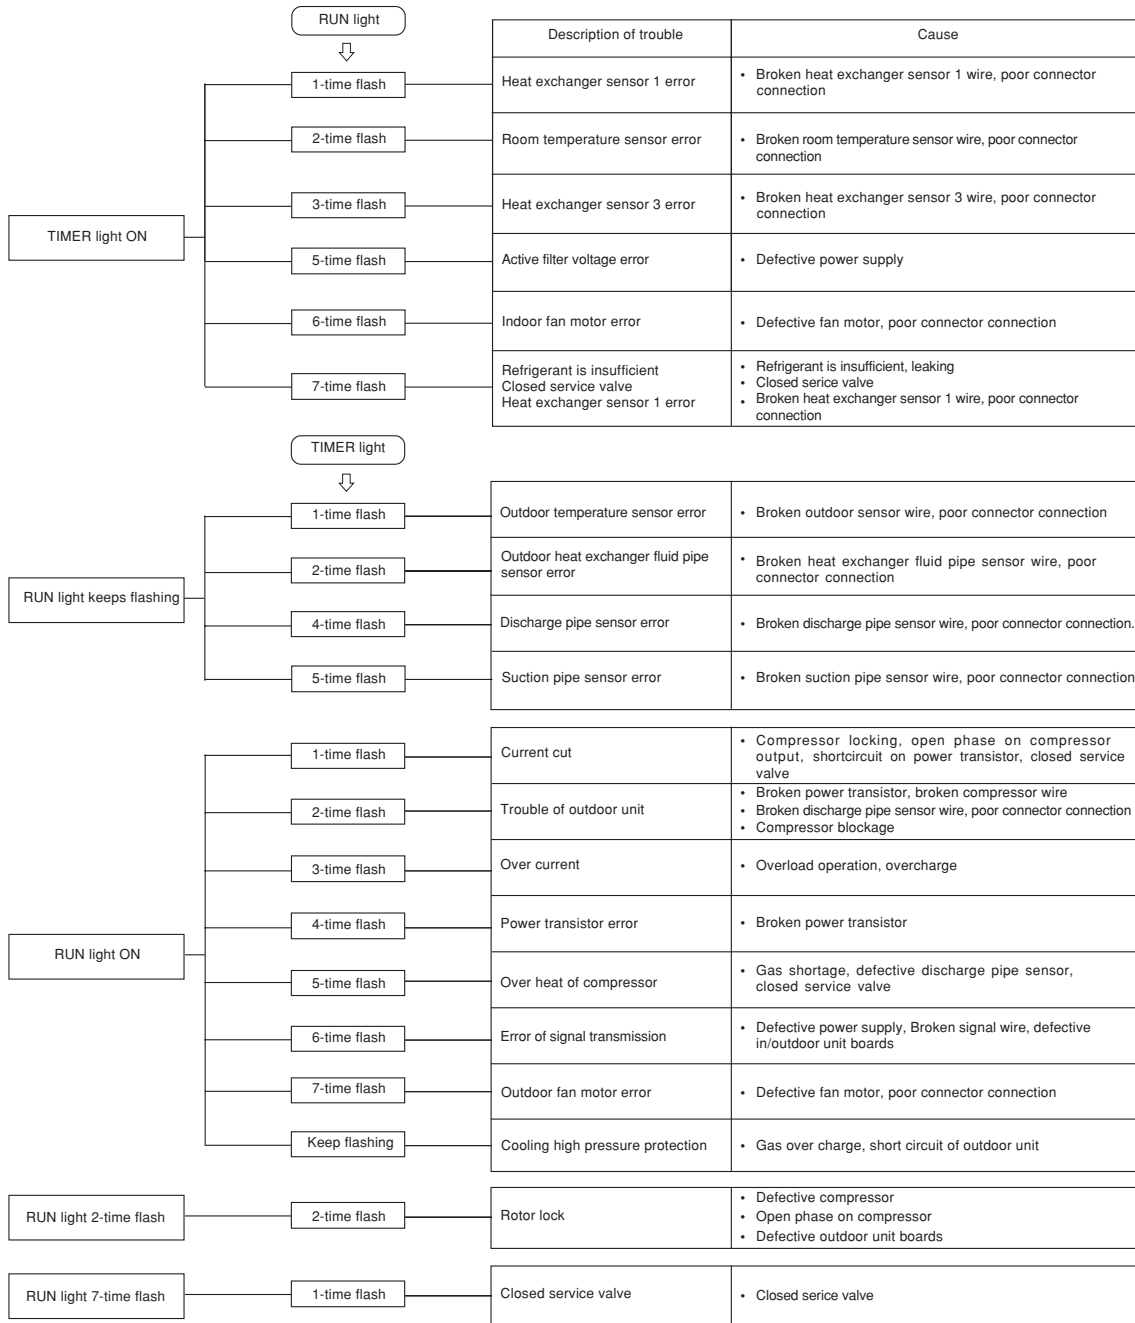 RUN light
Description of trouble
Cause
TIMER light ON
1-time flash
Heat exchanger sensor 1 error
• Broken heat exchanger sensor 1 wire, poor connector
connection
2-time flash
Room temperature sensor error
• Broken room temperature sensor wire, poor connector
connection
3-time flash
Heat exchanger sensor 3 error
• Broken heat exchanger sensor 3 wire, poor connector
connection
5-time flash
Active filter voltage error
• Defective power supply
6-time flash
Indoor fan motor error
• Defective fan motor, poor connector connection
7-time flash
Refrigerant is insufficient
Closed service valve
Heat exchanger sensor 1 error
• Refrigerant is insufficient, leaking
• Closed serice valve
• Broken heat exchanger sensor 1 wire, poor connector
connection
TIMER light
RUN light keeps flashing
1-time flash
Outdoor temperature sensor error
• Broken outdoor sensor wire, poor connector connection
2-time flash
Outdoor heat exchanger fluid pipe
sensor error
• Broken heat exchanger fluid pipe sensor wire, poor
connector connection
4-time flash
Discharge pipe sensor error
• Broken discharge pipe sensor wire, poor connector connection.
5-time flash
Suction pipe sensor error
• Broken suction pipe sensor wire, poor connector connection
RUN light ON
1-time flash
Current cut
• Compressor locking, open phase on compressor
output, shortcircuit on power transistor, closed service
valve
2-time flash
Trouble of outdoor unit
• Broken power transistor, broken compressor wire
• Broken discharge pipe sensor wire, poor connector connection
• Compressor blockage
3-time flash
Over current
• Overload operation, overcharge
4-time flash
Power transistor error
• Broken power transistor
5-time flash
Over heat of compressor
• Gas shortage, defective discharge pipe sensor,
closed service valve
6-time flash
Error of signal transmission
• Defective power supply, Broken signal wire, defective
in/outdoor unit boards
7-time flash
Outdoor fan motor error
• Defective fan motor, poor connector connection
Keep flashing
Cooling high pressure protection
• Gas over charge, short circuit of outdoor unit
RUN light 2-time flash
2-time flash
Rotor lock
• Defective compressor
• Open phase on compressor
• Defective outdoor unit boards
RUN light 7-time flash
1-time flash
Closed service valve
• Closed serice valve